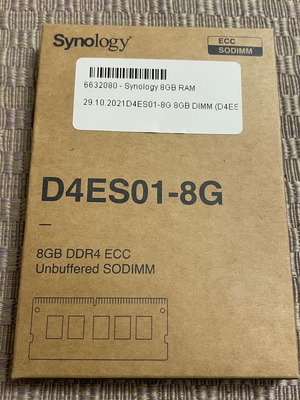 Synology
ECC
SODIMM
6632080 - Synology 8GB RAM
29.10.2021D4ES01-8G 8GB DIMM (D4ES
D4ES01-8G
8GB DDR4 ECC
Unbuffered SODIMM